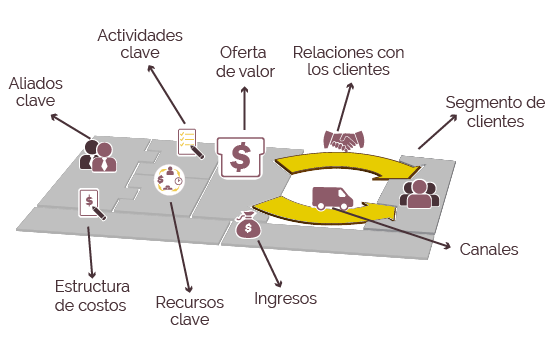 Actividades
clave
Oferta
de valor
Relaciones con
los clientes
Aliados
clave
Segmento de
clientes
$
$
$
Canales
Estructura
de costos
Recursos
clave
Ingresos